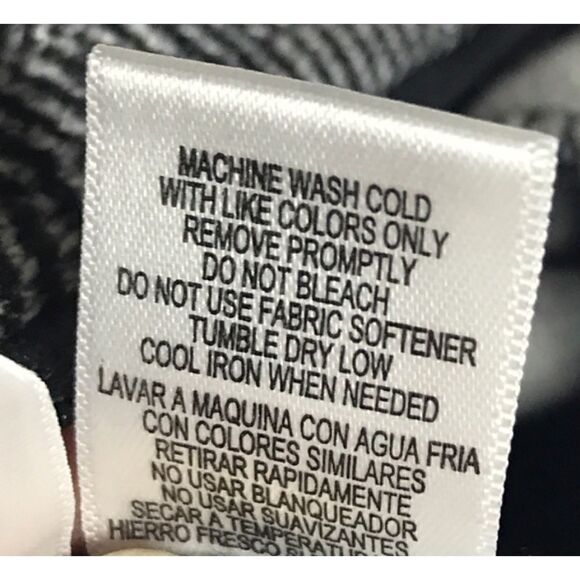 MACHINE WASH COLD
WITH LIKE COLORS ONLY
REMOVE PROMPTLY
DO NOT BLEACH
DO NOT USE FABRIC SOFTENER
TUMBLE DRY LOW
COOL IRON WHEN NEEDED
LAVAR A MAQUINA CON AGUA FRIA
CON COLORES SIMILARES
RETIRAR RAPIDAMENTE
NO USAR BLANQUEADOR
NO USAR SUAVIZANTES
SECAR A TEMPERATURA
HIERRO FRESCO